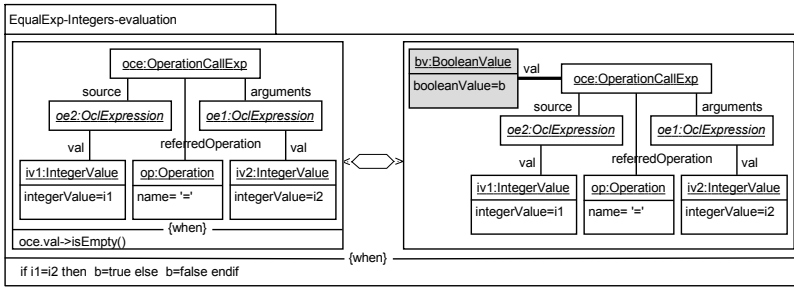 EqualExp-Integers-evaluation
oce:OperationCallExp
source
arguments
oe2:OclExpression
oe1:OclExpression
val
referredOperation
val
iv1:IntegerValue
op:Operation
iv2:IntegerValue
integerValue=i1
name= '='
integerValue=i2
{when}
oce.val->isEmpty()
bv:BooleanValue
val
booleanValue=b
oce:OperationCallExp
source
arguments
oe2:OclExpression
oe1:OclExpression
val
referredOperation
val
iv1:IntegerValue
op:Operation
iv2:IntegerValue
integerValue=i1
name= '='
integerValue=i2
{when}
if i1=i2 then b=true else b=false endif